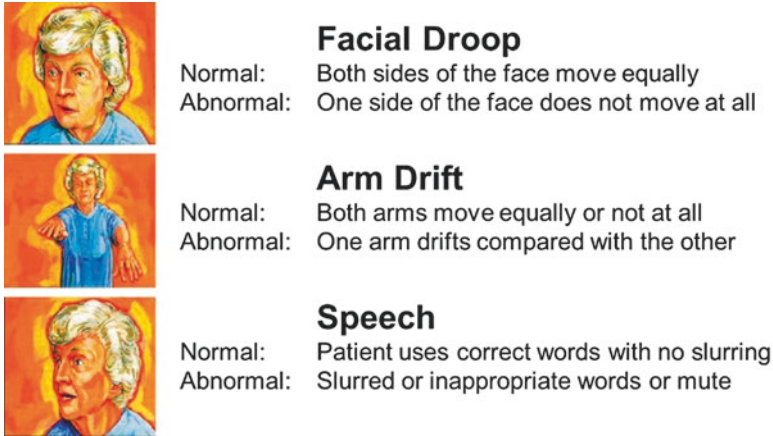 Facial Droop
Normal: Both sides of the face move equally
Abnormal: One side of the face does not move at all
Arm Drift
Normal: Both arms move equally or not at all
Abnormal: One arm drifts compared with the other
Speech
Normal: Patient uses correct words with no slurring
Abnormal: Slurred or inappropriate words or mute